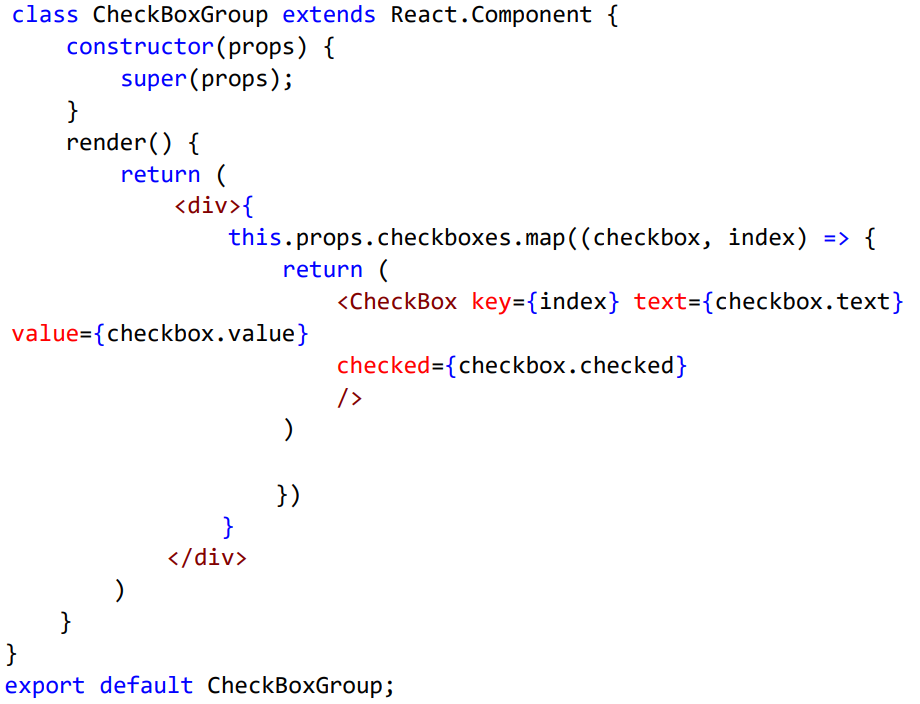 class CheckBoxGroup extends React.Component {
    constructor(props) {
        super(props);
    }
    render() {
        return (
            <div>{
                this.props.checkboxes.map((checkbox, index) => {
                    return (
                        <CheckBox key={index} text={checkbox.text}
value={checkbox.value}
                        checked={checkbox.checked}
                        />
                    )

                    })
                }
            </div>
        )
    }
}
export default CheckBoxGroup;